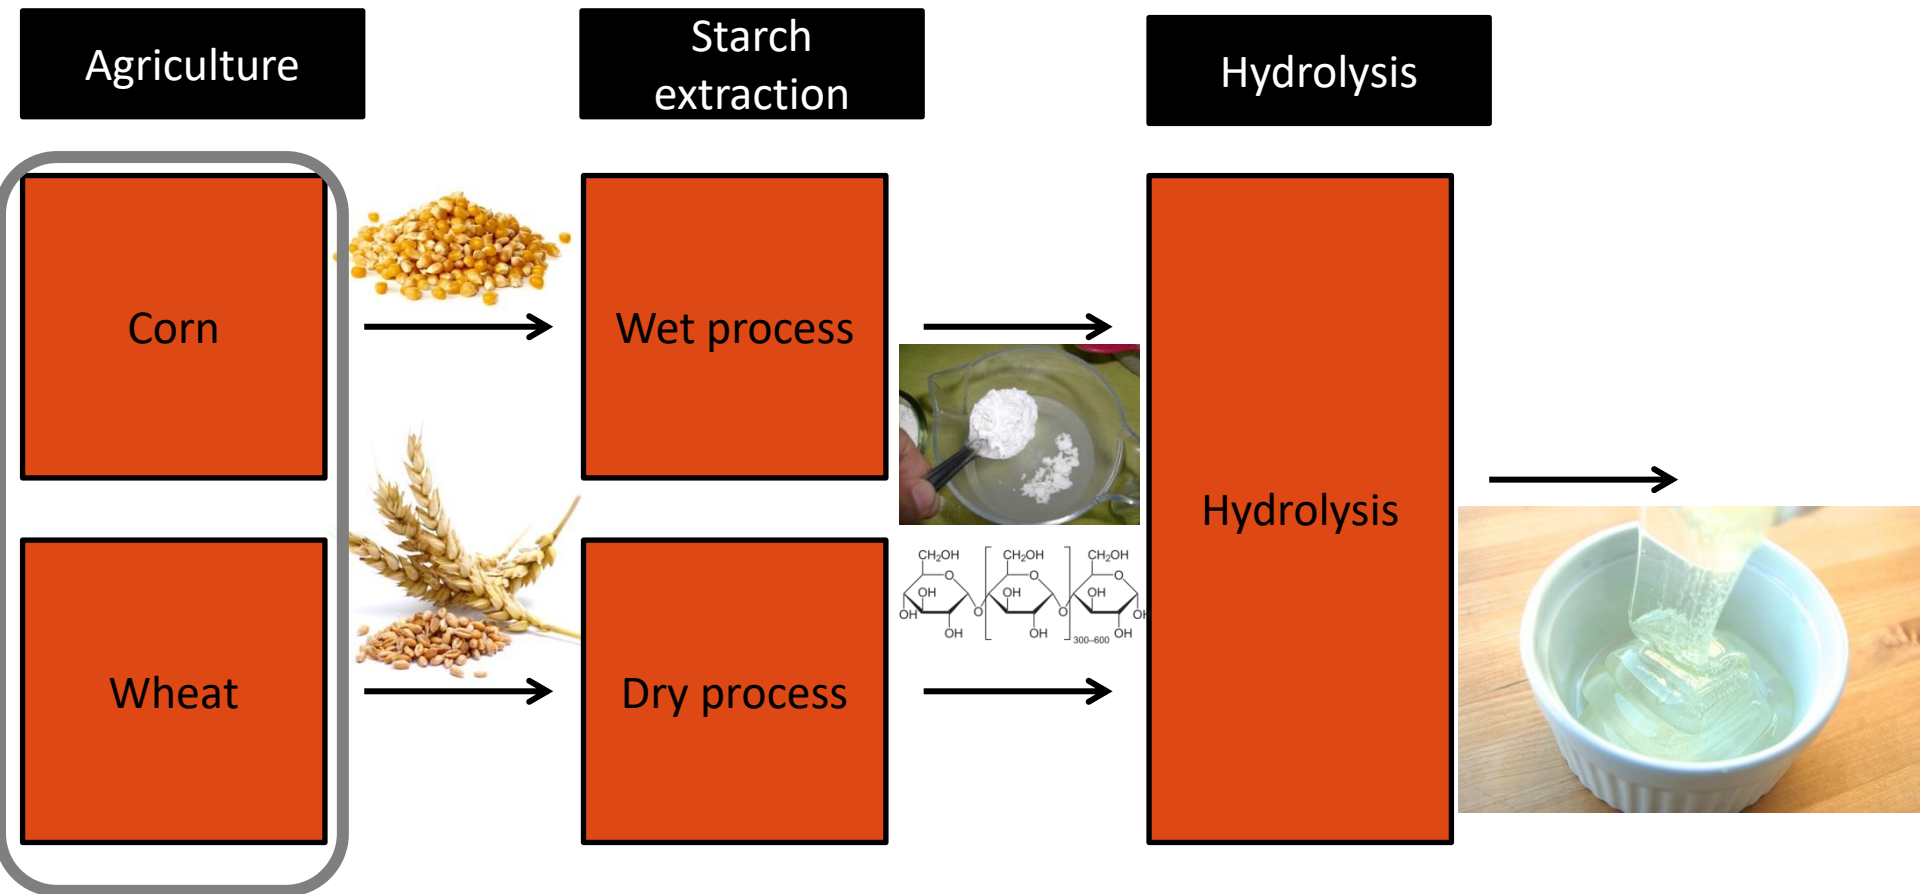 Agriculture
Starch
extraction
Hydrolysis
Corn
Wet process
Hydrolysis
Wheat
Dry process
CH₂OH
CH₂OH
CH₂OH
O
O
O
OH
OH
OH
OH
O
O
OH
OH
OH
OH
300–600